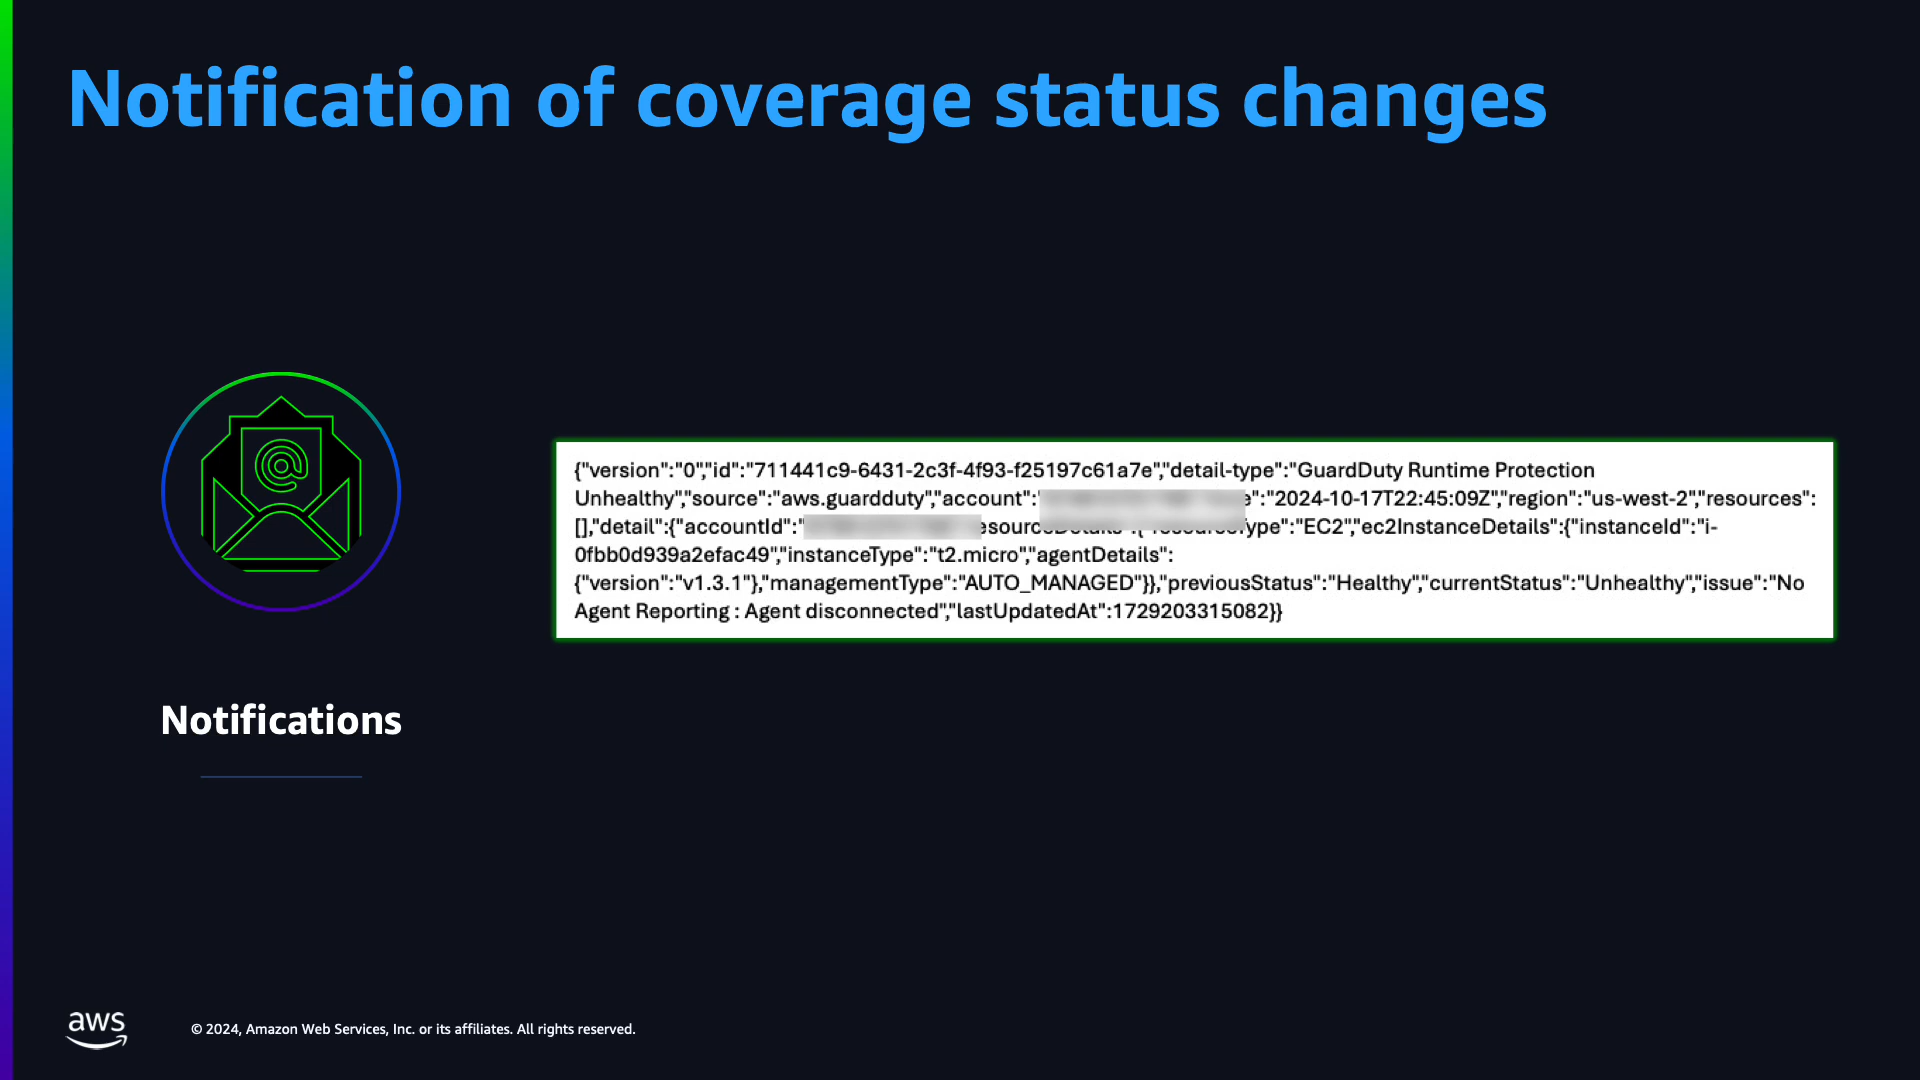 Notification of coverage status changes
{"version":"0","id":"711441c9-6431-2c3f-4f93-f25197c61a7e","detail-type":"GuardDuty Runtime Protection
Unhealthy","source":"aws.guardduty","account":" e":"2024-10-17T22:45:09Z","region":"us-west-2","resources":
[],"detail":{"accountId":" "EC2","ec2InstanceDetails":{"instanceId":"i-
0fbb0d939a2efac49","instanceType":"t2.micro","agentDetails":
{"version":"v1.3.1"},"managementType":"AUTO_MANAGED"}},"previousStatus":"Healthy","currentStatus":"Unhealthy","issue":"No
Agent Reporting : Agent disconnected","lastUpdatedAt":1729203315082}}
Notifications
aws
© 2024, Amazon Web Services, Inc. or its affiliates. All rights reserved.